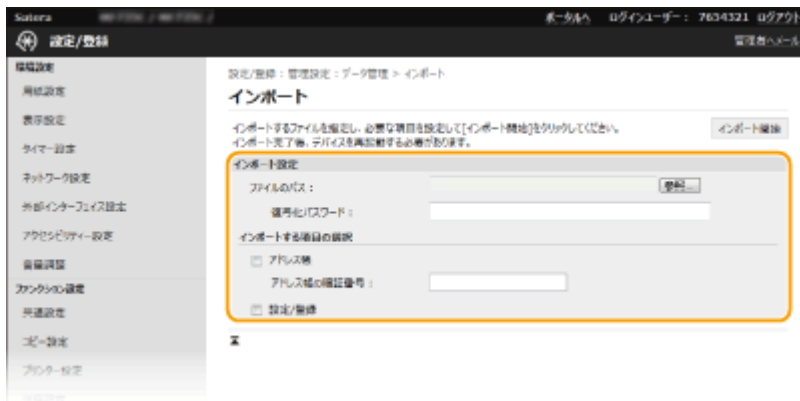 Satera
ポータルへ ログインユーザー： 7654321 ログアウト
設定/登録
管理者へメール
環境設定
用紙設定
表示設定
タイマー設定
ネットワーク設定
外部インターフェイス設定
アクセシビリティー設定
音量調整
ファンクション設定
共通設定
コピー設定
プリンター設定
設定/登録：管理設定：データ管理 > インポート
インポート
インポートするファイルを指定し、必要な項目を設定して[インポート開始]をクリックしてください。
インポート完了後、デバイスを再起動する必要があります。
インポート開始
インポート設定
ファイルのパス：
参照...
復号化パスワード：
インポートする項目の選択
アドレス帳
アドレス帳の暗証番号：
設定/登録